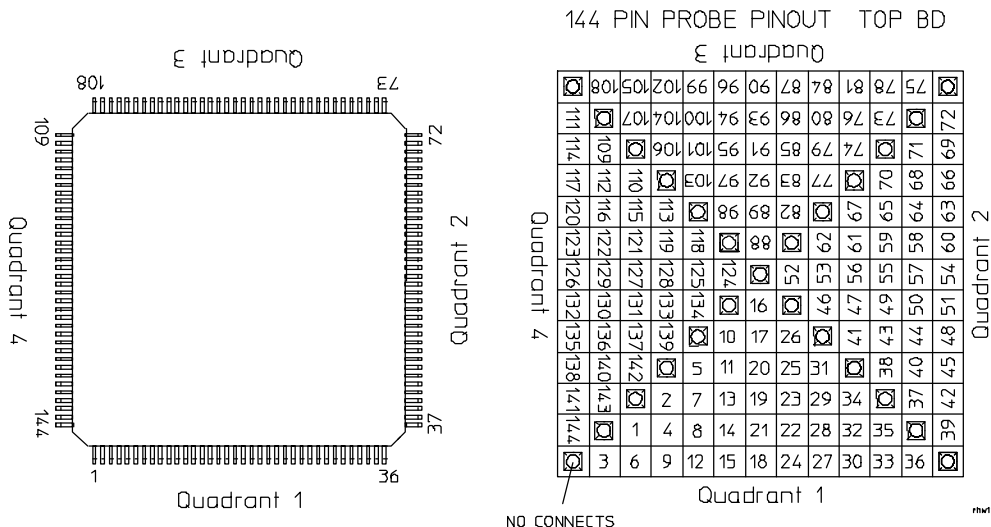 144 PIN PROBE PINOUT TOP BD
Quadrant 3
108 73
109
72
Quadrant 4
Quadrant 2
144
37
1 36
Quadrant 1
Quadrant 3
108 105 102 99 96 90 87 84 81 78 75
111 107 104 100 94 93 86 80 76 73 72
114 109 106 101 95 91 85 79 74 71 69
117 112 110 103 97 92 83 77 70 68 66
120 116 115 113 98 89 82 67 65 64 63
123 122 121 119 118 88 62 61 59 58 60
126 129 127 128 125 124 52 53 56 55 57 54
132 130 131 133 134 16 46 47 49 50 51
135 136 137 139 10 17 26 41 43 44 48
138 140 142 5 11 20 25 31 38 40 45
141 143 2 7 13 19 23 29 34 37 42
144 1 4 8 14 21 22 28 32 35 39
3 6 9 12 15 18 24 27 30 33 36
Quadrant 4
Quadrant 2
Quadrant 1
NO CONNECTS